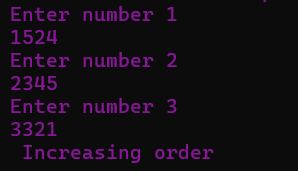 Enter number 1
1524
Enter number 2
2345
Enter number 3
3321
Increasing order